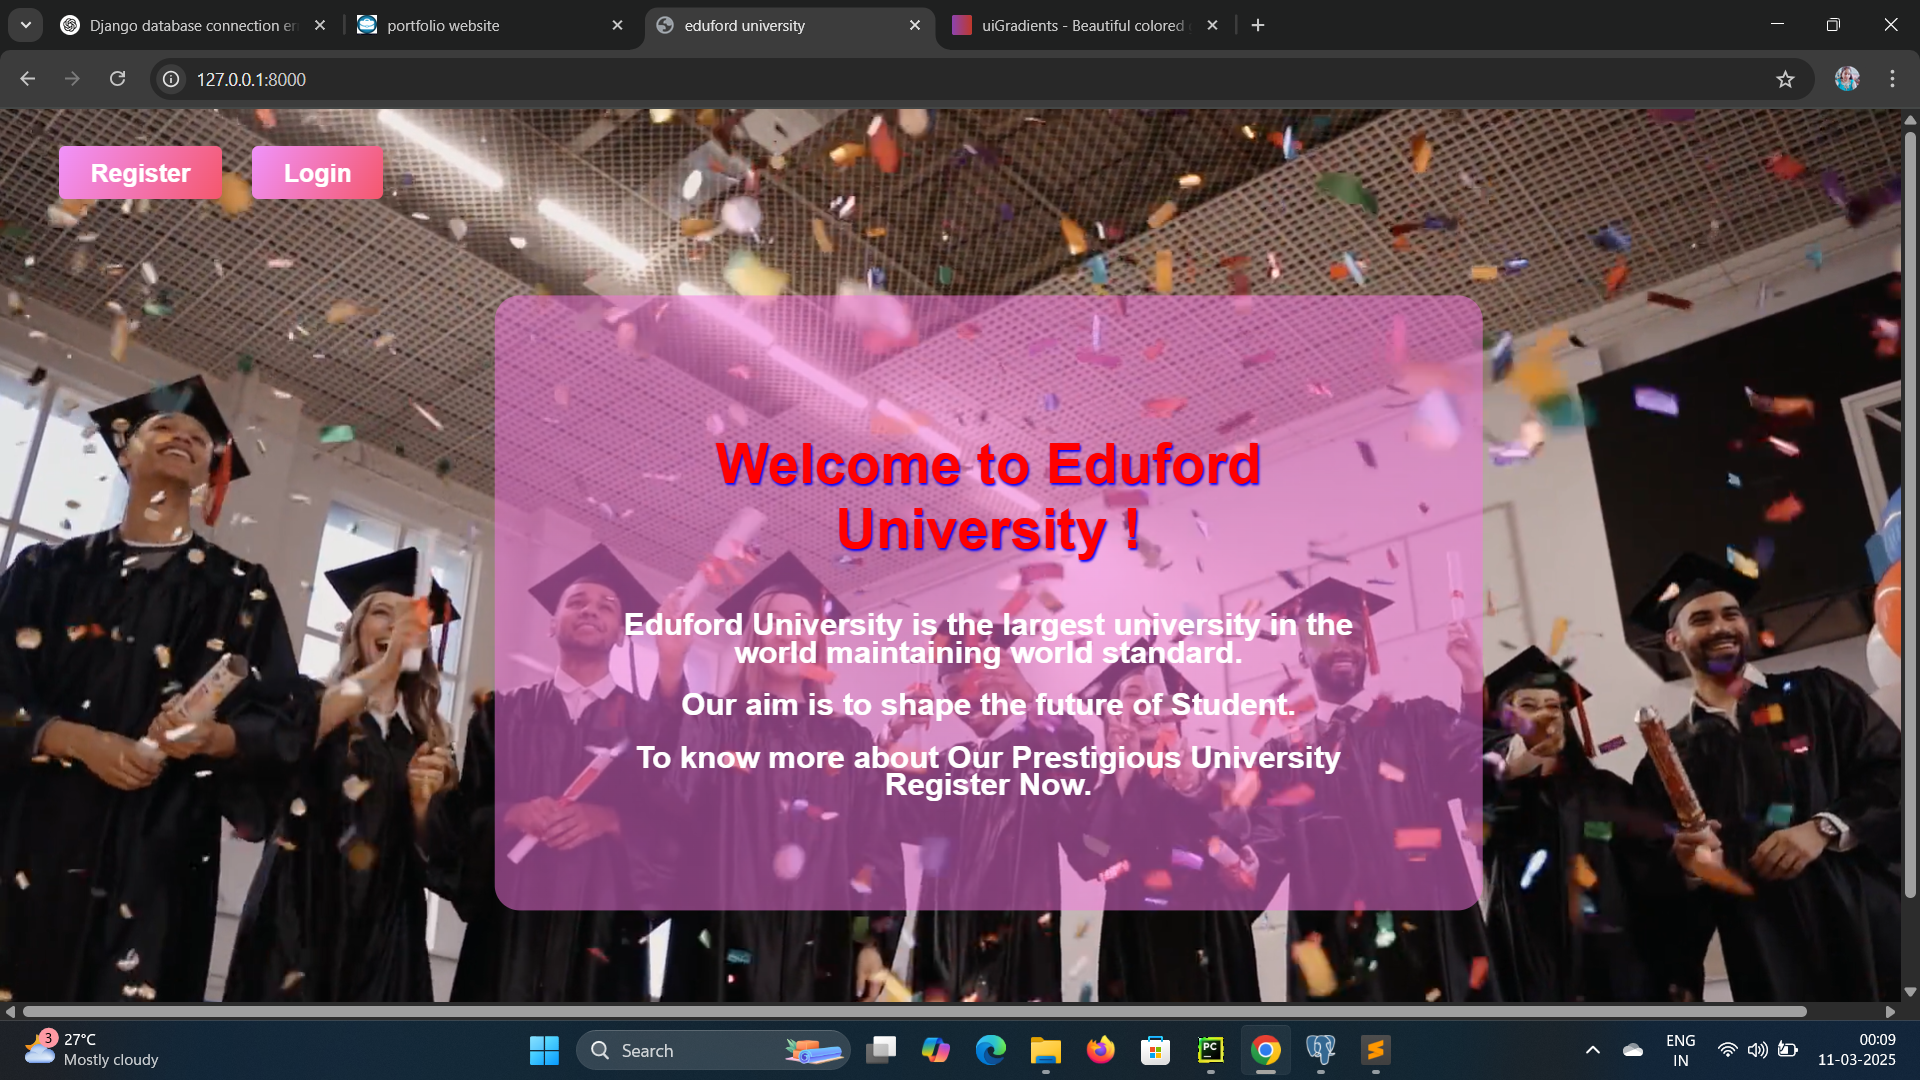 Django database connection er
portfolio website
eduford university
uiGradients - Beautiful colored
127.0.0.1:8000
Register
Login
Welcome to Eduford
University !
Eduford University is the largest university in the
world maintaining world standard.
Our aim is to shape the future of Student.
To know more about Our Prestigious University
Register Now.
3
27°C
Mostly cloudy
Search
PC
ENG
IN
00:09
11-03-2025